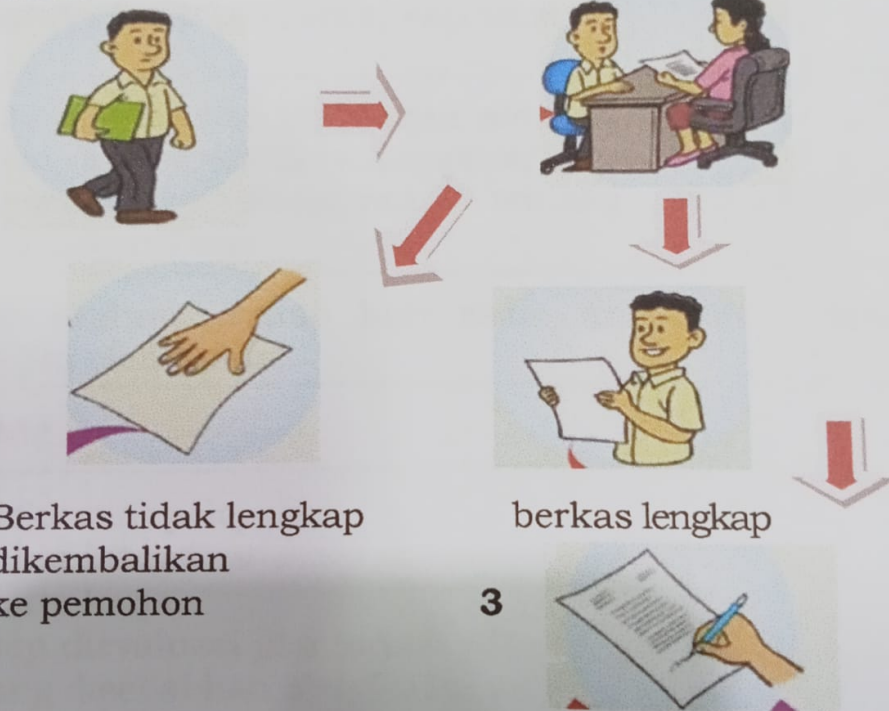 Berkas tidak lengkap
dikembalikan
ke pemohon
berkas lengkap
3